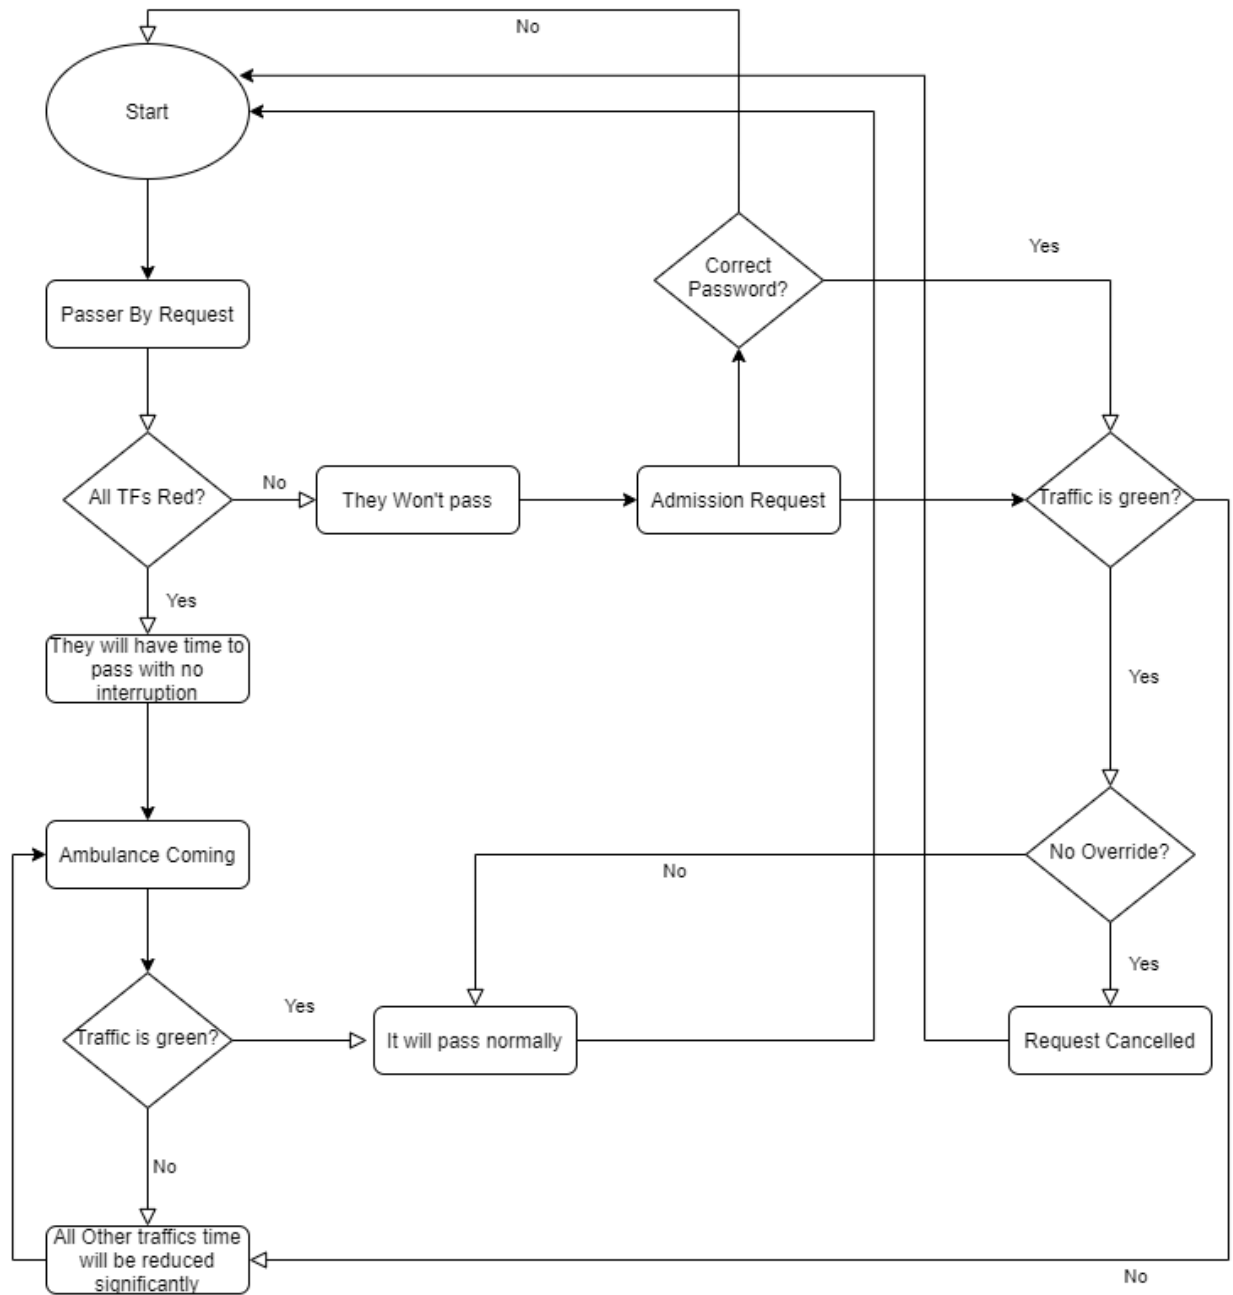 No
Start
Correct
Password?
Yes
Passer By Request
All TFs Red?
No
They Won't pass
Admission Request
Traffic is green?
Yes
They will have time to
pass with no
interruption
Yes
Ambulance Coming
No Override?
No
Yes
Traffic is green?
Yes
It will pass normally
Request Cancelled
No
All Other traffics time
will be reduced
significantly
No